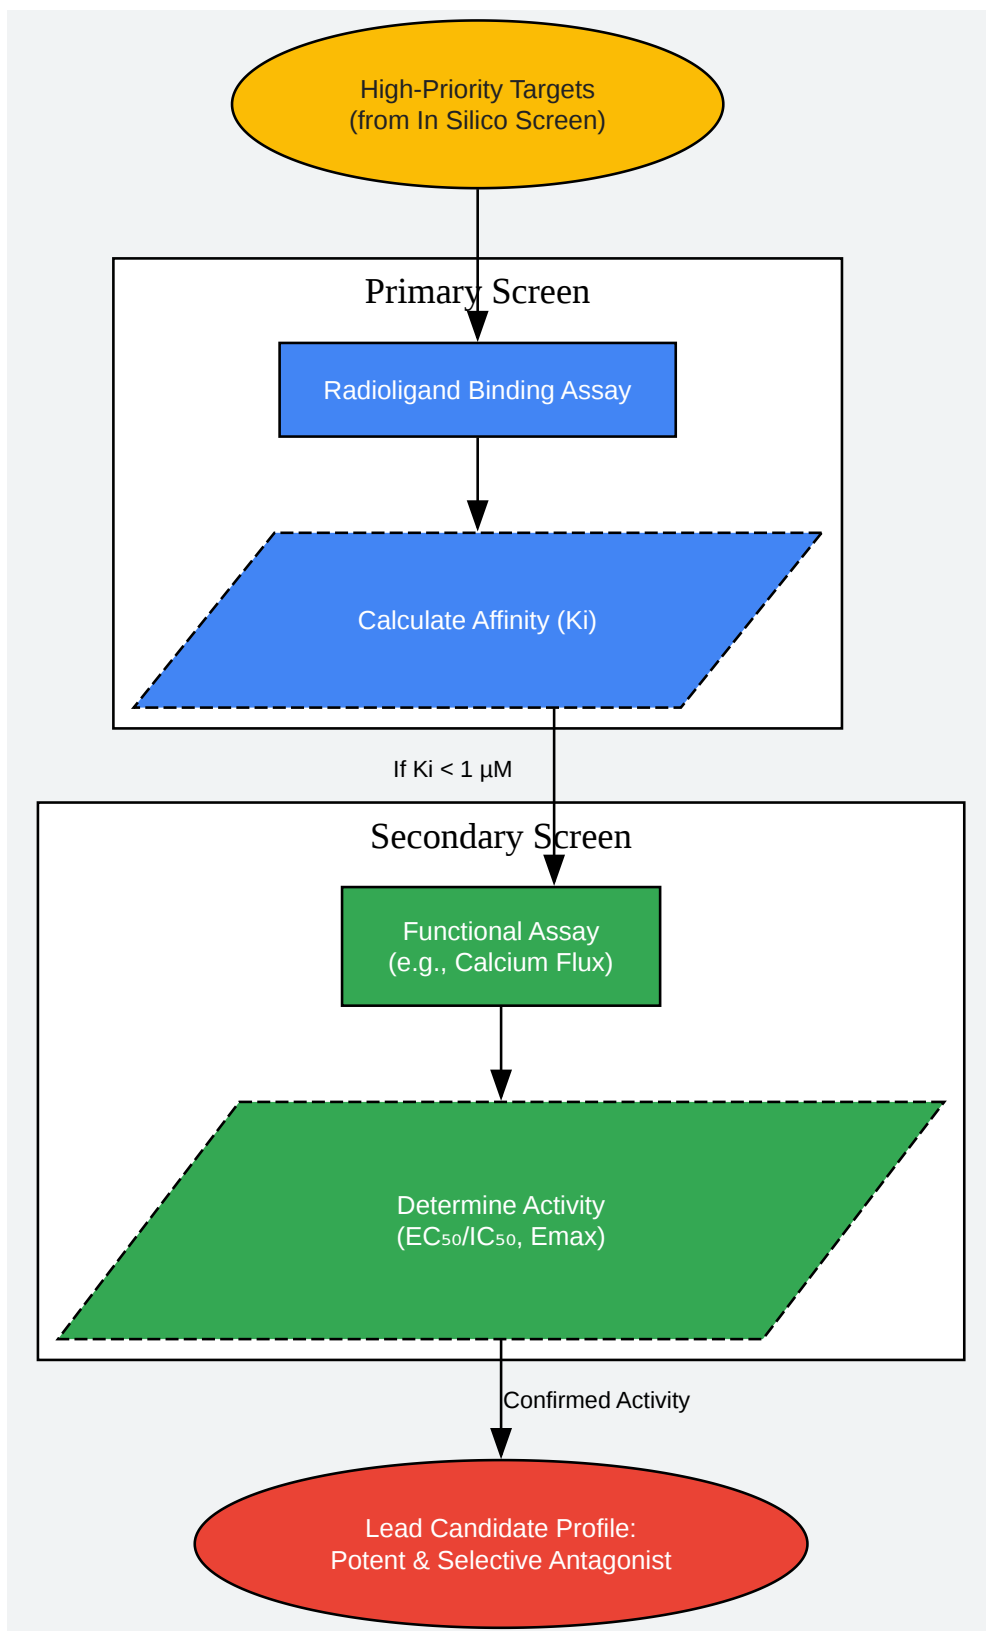 High-Priority Targets
(from In Silico Screen)
Primary Screen
Radioligand Binding Assay
Calculate Affinity (Ki)
If Ki < 1 µM
Secondary Screen
Functional Assay
(e.g., Calcium Flux)
Determine Activity
(EC₅₀/IC₅₀, Emax)
Confirmed Activity
Lead Candidate Profile:
Potent & Selective Antagonist